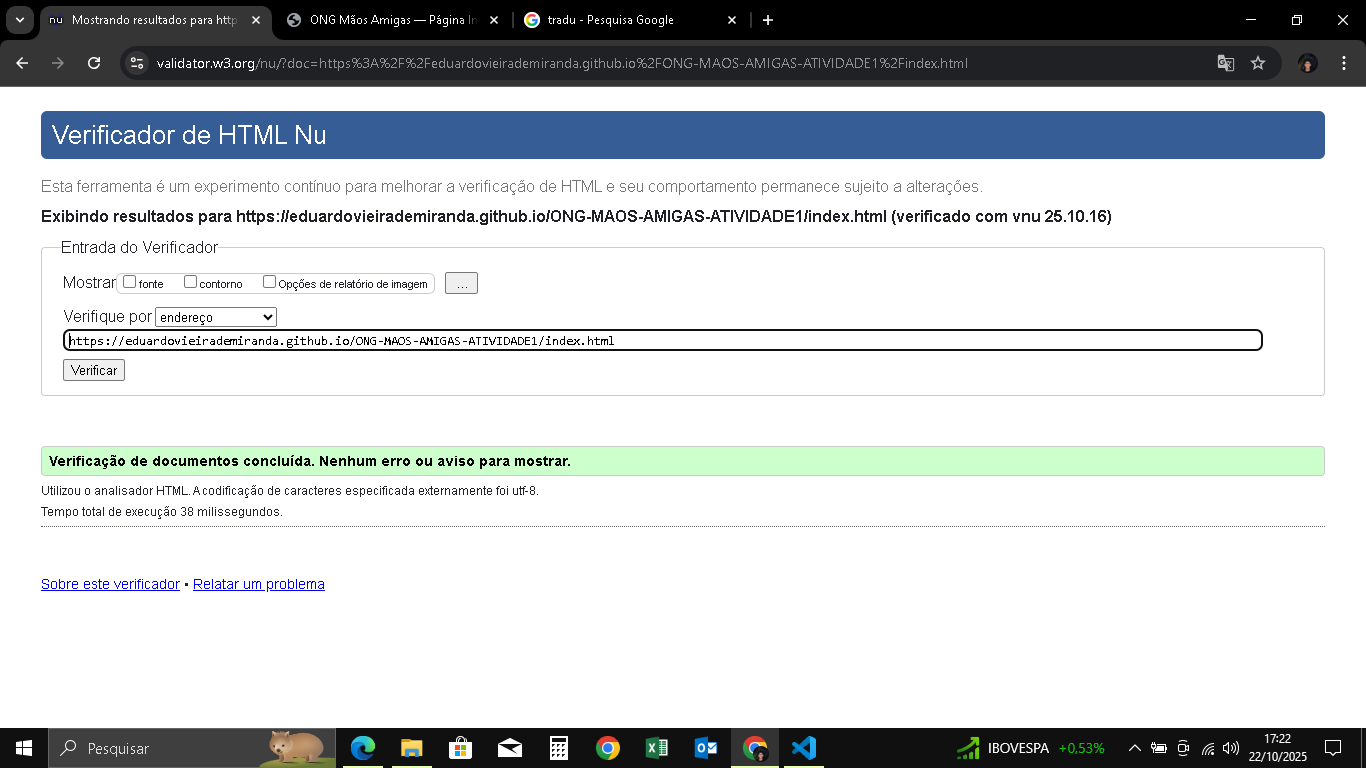 nu Mostrando resultados para http
ONG Mãos Amigas — Página In
tradu - Pesquisa Google
validator.w3.org/nu/?doc=https%3A%2F%2Feduardovieirademiranda.github.io%2FONG-MAOS-AMIGAS-ATIVIDADE1%2Findex.html
Verificador de HTML Nu
Esta ferramenta é um experimento contínuo para melhorar a verificação de HTML e seu comportamento permanece sujeito a alterações.
Exibindo resultados para https://eduardovieirademiranda.github.io/ONG-MAOS-AMIGAS-ATIVIDADE1/index.html (verificado com vnu 25.10.16)
Entrada do Verificador
Mostrar fonte contorno Opções de relatório de imagem ...
Verifique por endereço
https://eduardovieirademiranda.github.io/ONG-MAOS-AMIGAS-ATIVIDADE1/index.html
Verificar
Verificação de documentos concluída. Nenhum erro ou aviso para mostrar.
Utilizou o analisador HTML. A codificação de caracteres especificada externamente foi utf-8.
Tempo total de execução 38 milissegundos.
Sobre este verificador • Relatar um problema
Pesquisar
IBOVESPA +0,53%
17:22
22/10/2025